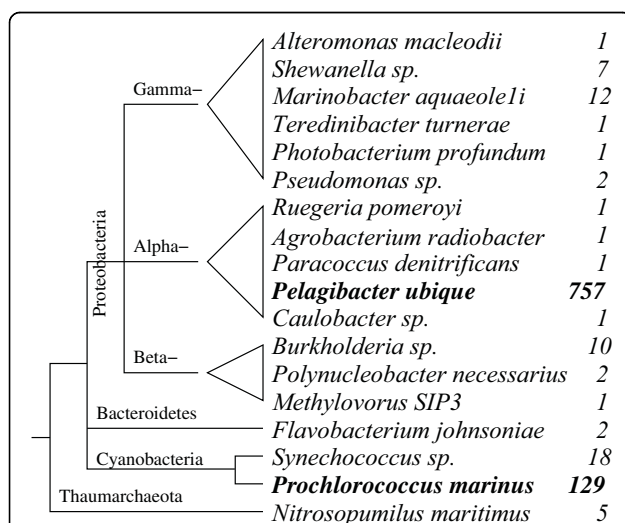 Alteromonas macleodii 1
Shewanella sp. 7
Gamma−
Marinobacter aquaeole1i 12
Teredinibacter turnerae 1
Photobacterium profundum 1
Pseudomonas sp. 2
Ruegeria pomeroyi 1
Proteobacteria
Alpha−
Agrobacterium radiobacter 1
Paracoccus denitrificans 1
Pelagibacter ubique 757
Caulobacter sp. 1
Beta−
Burkholderia sp. 10
Polynucleobacter necessarius 2
Methylovorus SIP3 1
Bacteroidetes
Flavobacterium johnsoniae 2
Cyanobacteria
Synechococcus sp. 18
Prochlorococcus marinus 129
Thaumarchaeota
Nitrosopumilus maritimus 5